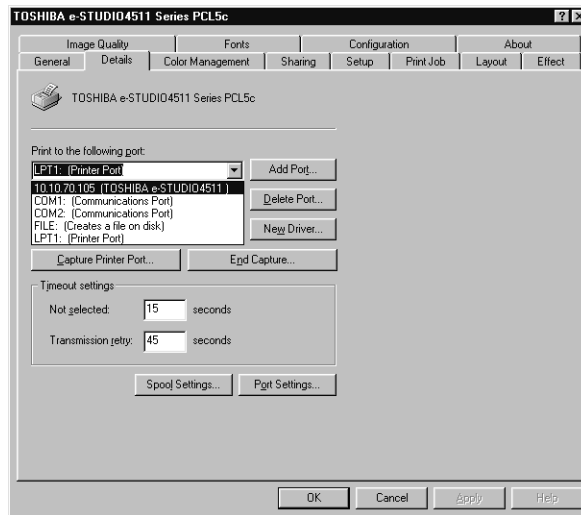 TOSHIBA e-STUDIO4511 Series PCL5c
Image Quality Fonts Configuration About
General Details Color Management Sharing Setup Print Job Layout Effect
TOSHIBA e-STUDIO4511 Series PCL5c
Print to the following port:
LPT1: (Printer Port) Add Port...
10.10.70.105 (TOSHIBA e-STUDIO4511 )
COM1: (Communications Port) Delete Port...
COM2: (Communications Port)
FILE: (Creates a file on disk) New Driver...
LPT1: (Printer Port)
Capture Printer Port... End Capture...
Timeout settings
Not selected: 15 seconds
Transmission retry: 45 seconds
Spool Settings... Port Settings...
OK Cancel Apply Help